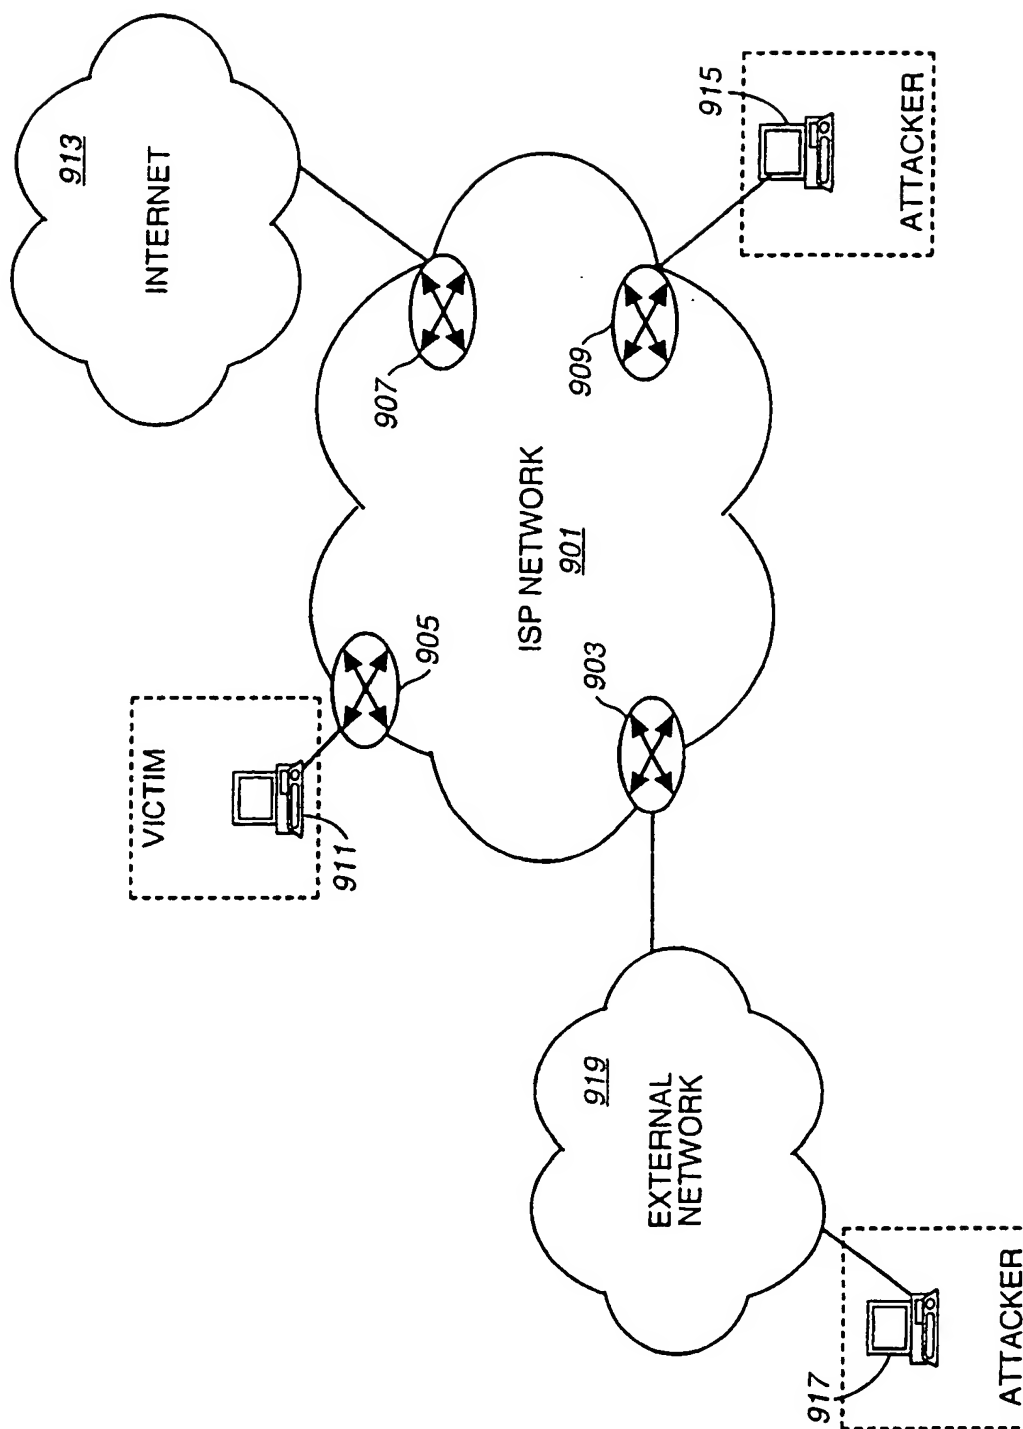 VICTIM
911
INTERNET
913
905
907
ISP NETWORK
901
903
909
915
ATTACKER
EXTERNAL
NETWORK
919
917
ATTACKER